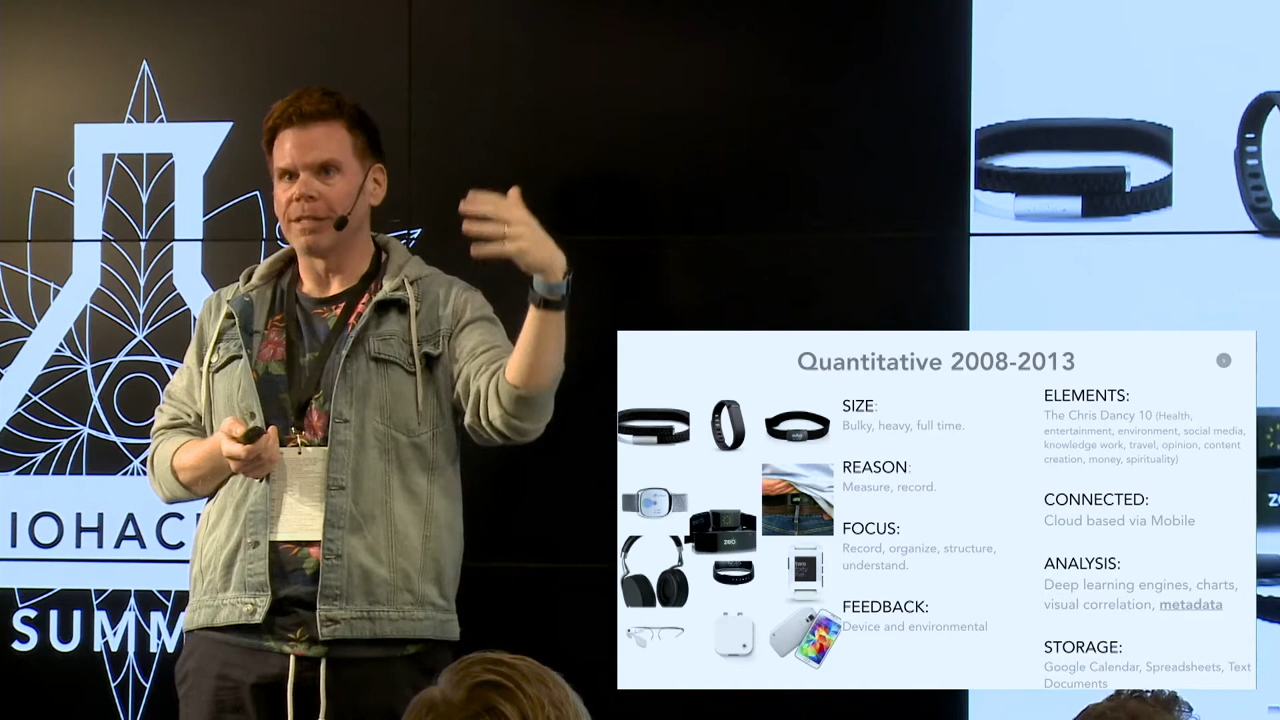 IOHAC
SUMM
Quantitative 2008-2013
SIZE:
Bulky, heavy, full time.
REASON:
Measure, record.
FOCUS:
Record, organize, structure,
understand.
FEEDBACK:
Device and environmental
ELEMENTS:
The Chris Dancy 10 (Health,
entertainment, environment, social media,
knowledge work, travel, opinion, content
creation, money, spirituality)
CONNECTED:
Cloud based via Mobile
ANALYSIS:
Deep learning engines, charts,
visual correlation, metadata
STORAGE:
Google Calendar, Spreadsheets, Text
Documents
zeo